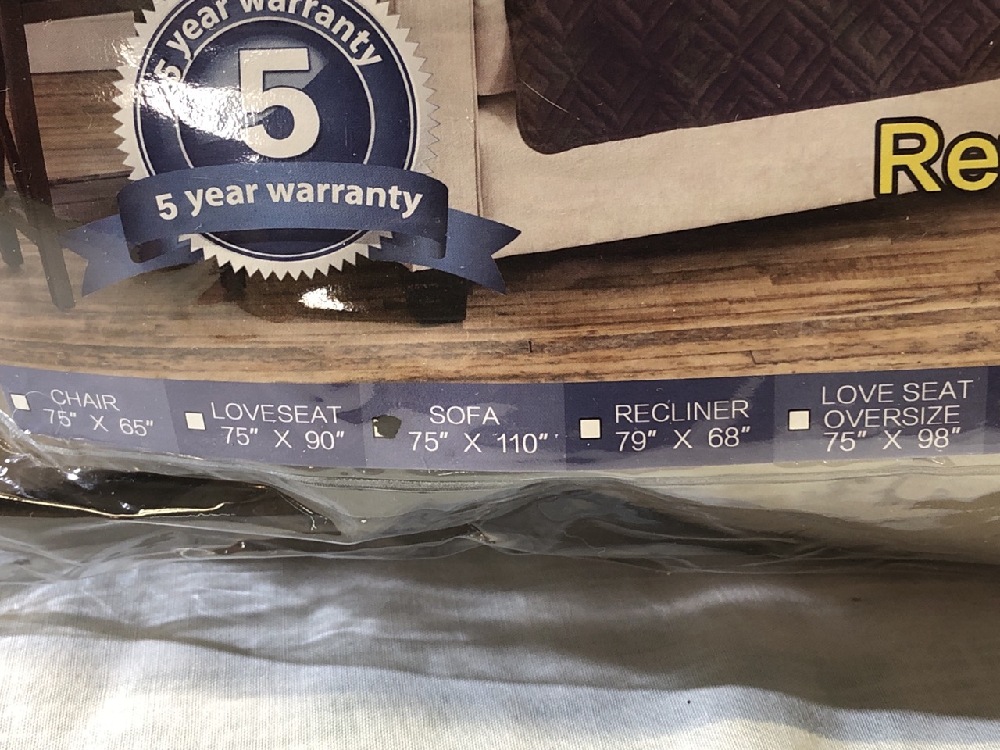 5 year warranty
5
5 year warranty
Re
CHAIR
75" X 65"
LOVESEAT
75" X 90"
SOFA
75" X 110"
RECLINER
79" X 68"
LOVE SEAT
OVERSIZE
75" X 98"